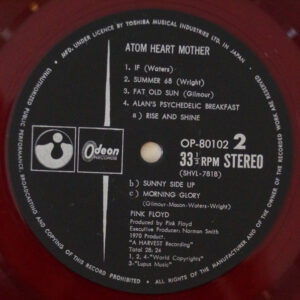 MFD. UNDER LICENCE BY TOSHIBA MUSICAL INDUSTRIES LTD. IN JAPAN.
ATOM HEART MOTHER
1. IF (Waters)
2. SUMMER 68 (Wright)
3. FAT OLD SUN (Gilmour)
4. ALAN'S PSYCHEDELIC BREAKFAST
a) RISE AND SHINE
Odeon
OP-80102 2
33⅓ RPM STEREO
(SHVL-7818)
b) SUNNY SIDE UP
c) MORNING GLORY
(Gilmour-Mason-Waters-Wright)
PINK FLOYD
Produced by Pink Floyd
Executive Producer: Norman Smith
1970 Product.
"A HARVEST Recording"
Total 28: 24
1, 2, 4-"World Copyrights"
3-"Lupus Music"
ALL RIGHTS OF THE MANUFACTURER AND OF THE OWNER OF THE RECORDED WORK RESERVED
UNAUTHORIZED PUBLIC PERFORMANCE, BROADCASTING AND COPYING OF THIS RECORD PROHIBITED